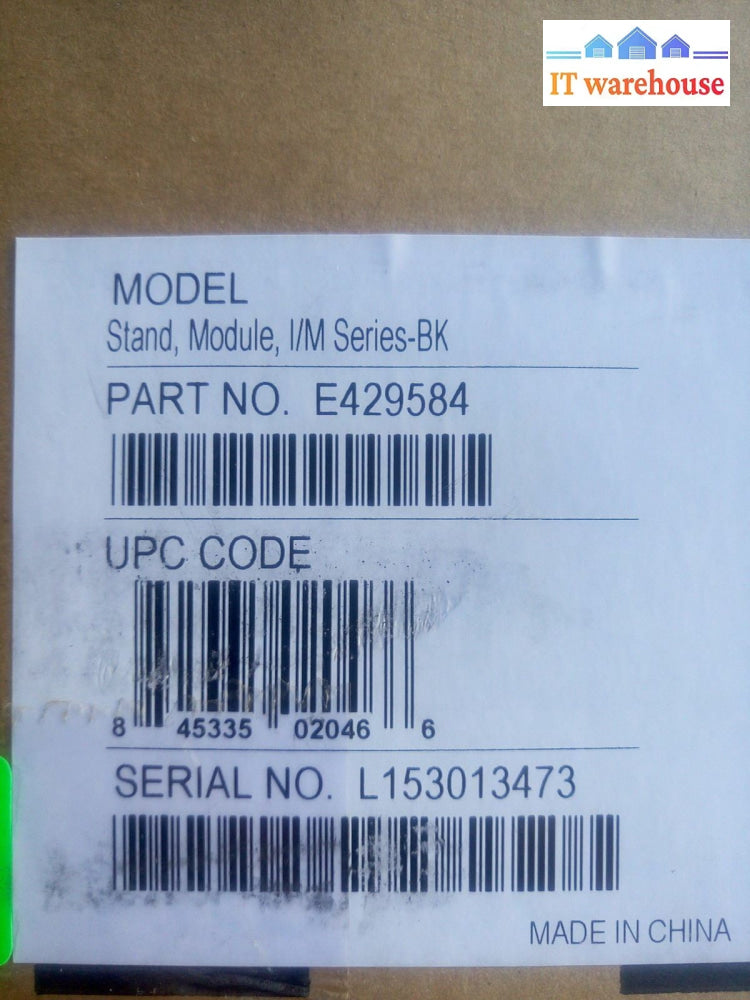 IT warehouse
MODEL
Stand, Module, I/M Series-BK
PART NO. E429584
UPC CODE
8 45335 02046 6
SERIAL NO. L153013473
MADE IN CHINA